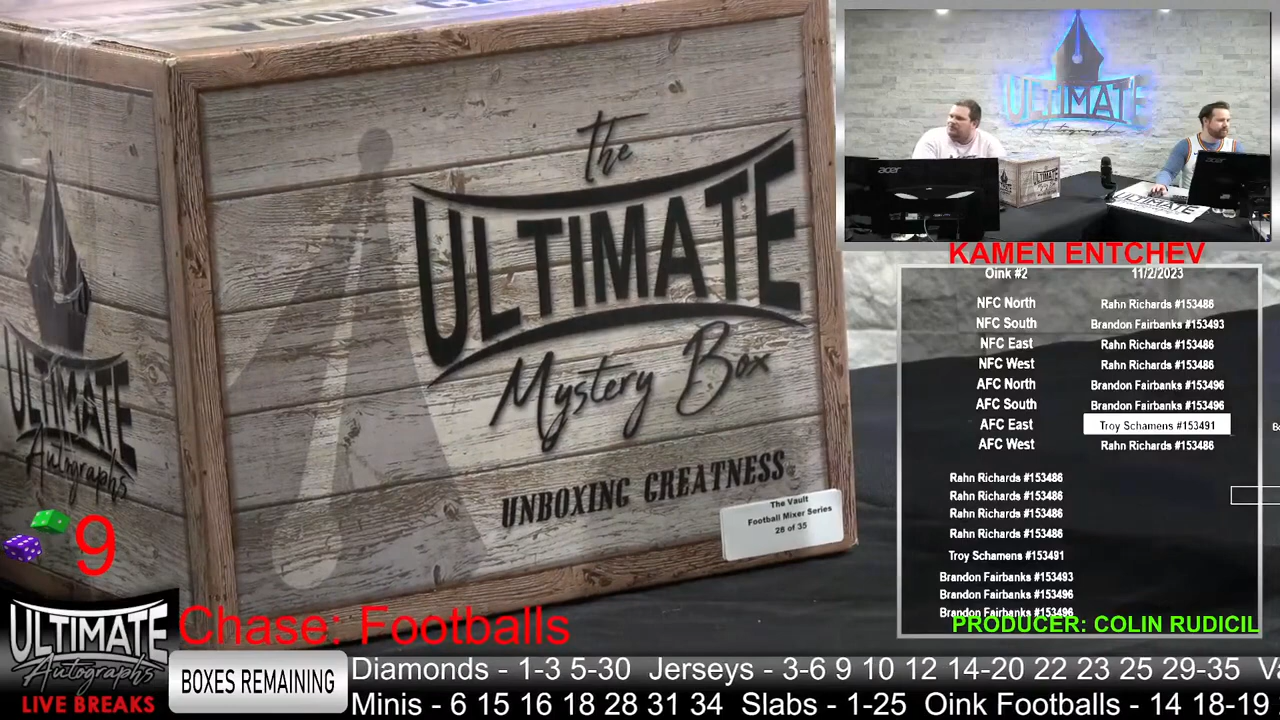 The
ULTIMATE
Mystery Box
UNBOXING GREATNESS
The Vault
Football Mixer Series
28 of 35
ULTIMATE
Autographs
9
ULTIMATE
Autographs
acer
ULTIMATE
acer
ULTIMATE
KAMEN ENTCHEV
Oink #2 11/2/2023
NFC North Rahn Richards #153486
NFC South Brandon Fairbanks #153493
NFC East Rahn Richards #153486
NFC West Rahn Richards #153486
AFC North Brandon Fairbanks #153496
AFC South Brandon Fairbanks #153496
AFC East Troy Schamens #153491
AFC West Rahn Richards #153486
Rahn Richards #153486
Rahn Richards #153486
Rahn Richards #153486
Rahn Richards #153486
Troy Schamens #153491
Brandon Fairbanks #153493
Brandon Fairbanks #153496
Brandon Fairbanks #153496
PRODUCER: COLIN RUDICIL
Chase: Footballs
ULTIMATE
Autographs
LIVE BREAKS
BOXES REMAINING
Diamonds - 1-3 5-30 Jerseys - 3-6 9 10 12 14-20 22 23 25 29-35
Minis - 6 15 16 18 28 31 34 Slabs - 1-25 Oink Footballs - 14 18-19